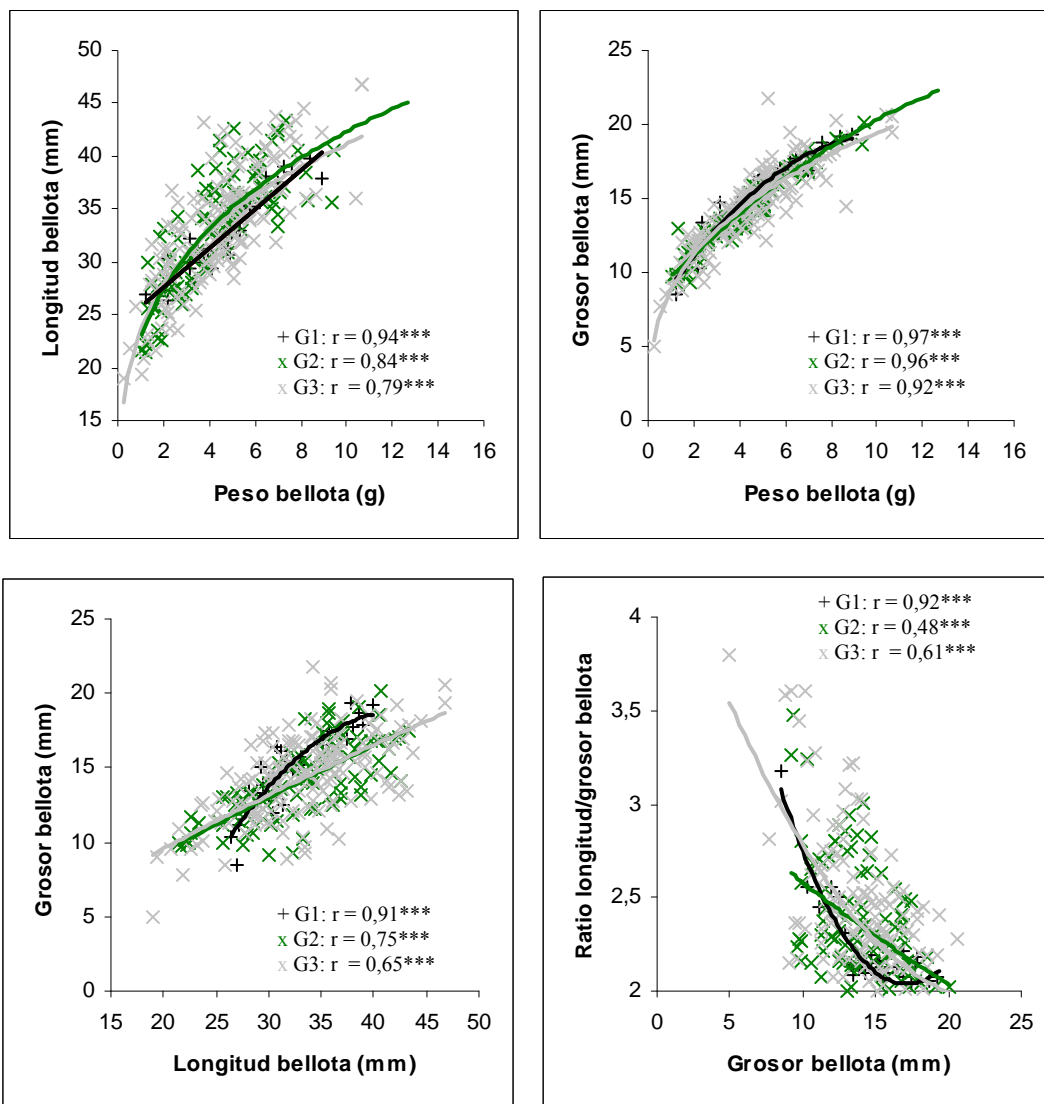 50
45
40
35
30
25
20
15
0 2 4 6 8 10 12 14 16
Longitud bellota (mm)
Peso bellota (g)
+ G1: r = 0,94***
x G2: r = 0,84***
x G3: r = 0,79***
25
20
15
10
5
0
0 2 4 6 8 10 12 14 16
Grosor bellota (mm)
Peso bellota (g)
+ G1: r = 0,97***
x G2: r = 0,96***
x G3: r = 0,92***
25
20
15
10
5
0
10 15 20 25 30 35 40 45 50
Grosor bellota (mm)
Longitud bellota (mm)
+ G1: r = 0,91***
x G2: r = 0,75***
x G3: r = 0,65***
4
3,5
3
2,5
2
0 5 10 15 20 25
Ratio longitud/grosor bellota
Grosor bellota (mm)
+ G1: r = 0,92***
x G2: r = 0,48***
x G3: r = 0,61***